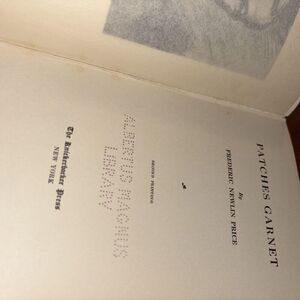 PATCHES GARNET
By
FREDERIC NEWLIN PRICE
SECOND PRINTING
ALBERTUS MAGNUS
LIBRARY
The Knickerbocker Press
NEW YORK